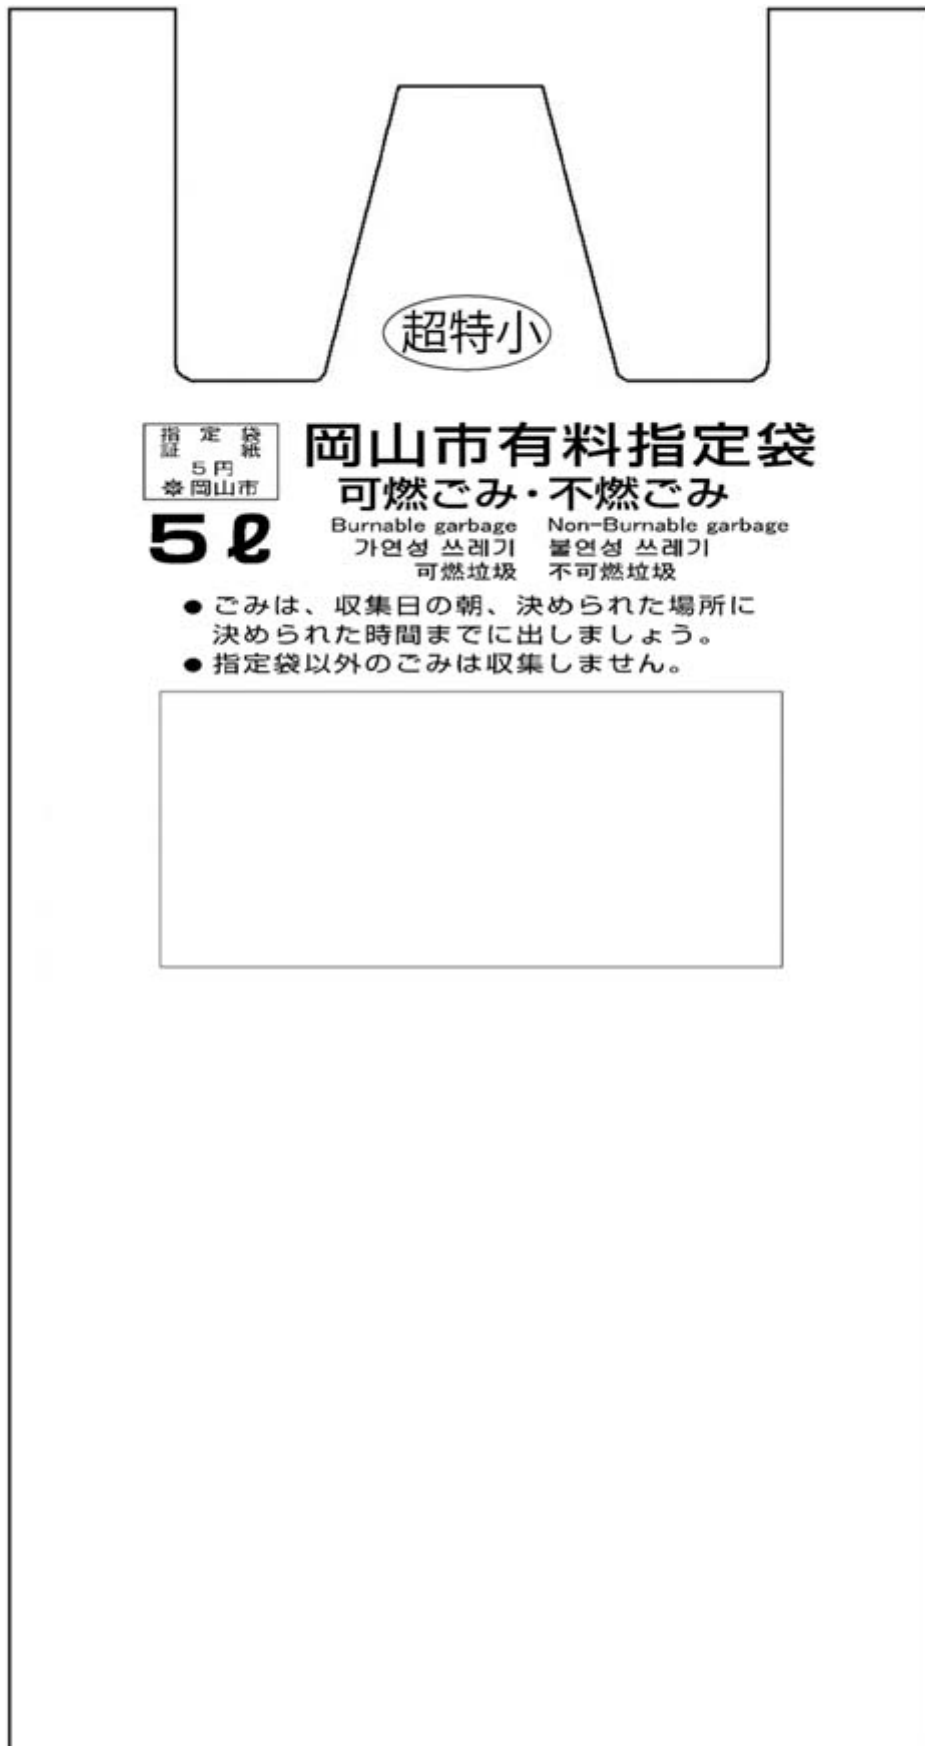 超特小
指定袋
証紙
5円
岡山市
5ℓ
岡山市有料指定袋
可燃ごみ・不燃ごみ
Burnable garbage Non-Burnable garbage
가연성 쓰레기 불연성 쓰레기
可燃垃圾 不可燃垃圾
● ごみは、収集日の朝、決められた場所に
決められた時間までに出しましょう。
● 指定袋以外のごみは収集しません。